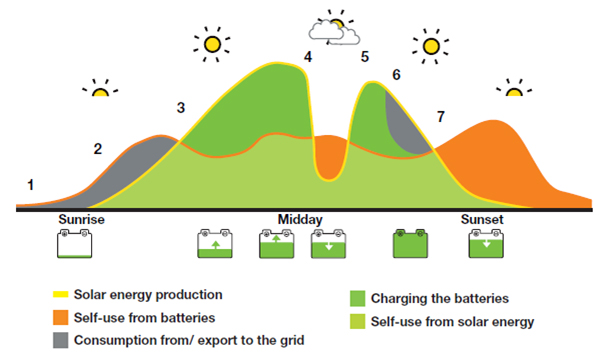 4
5
6
3
7
2
1
Sunrise
Midday
Sunset
Solar energy production
Self-use from batteries
Consumption from/ export to the grid
Charging the batteries
Self-use from solar energy